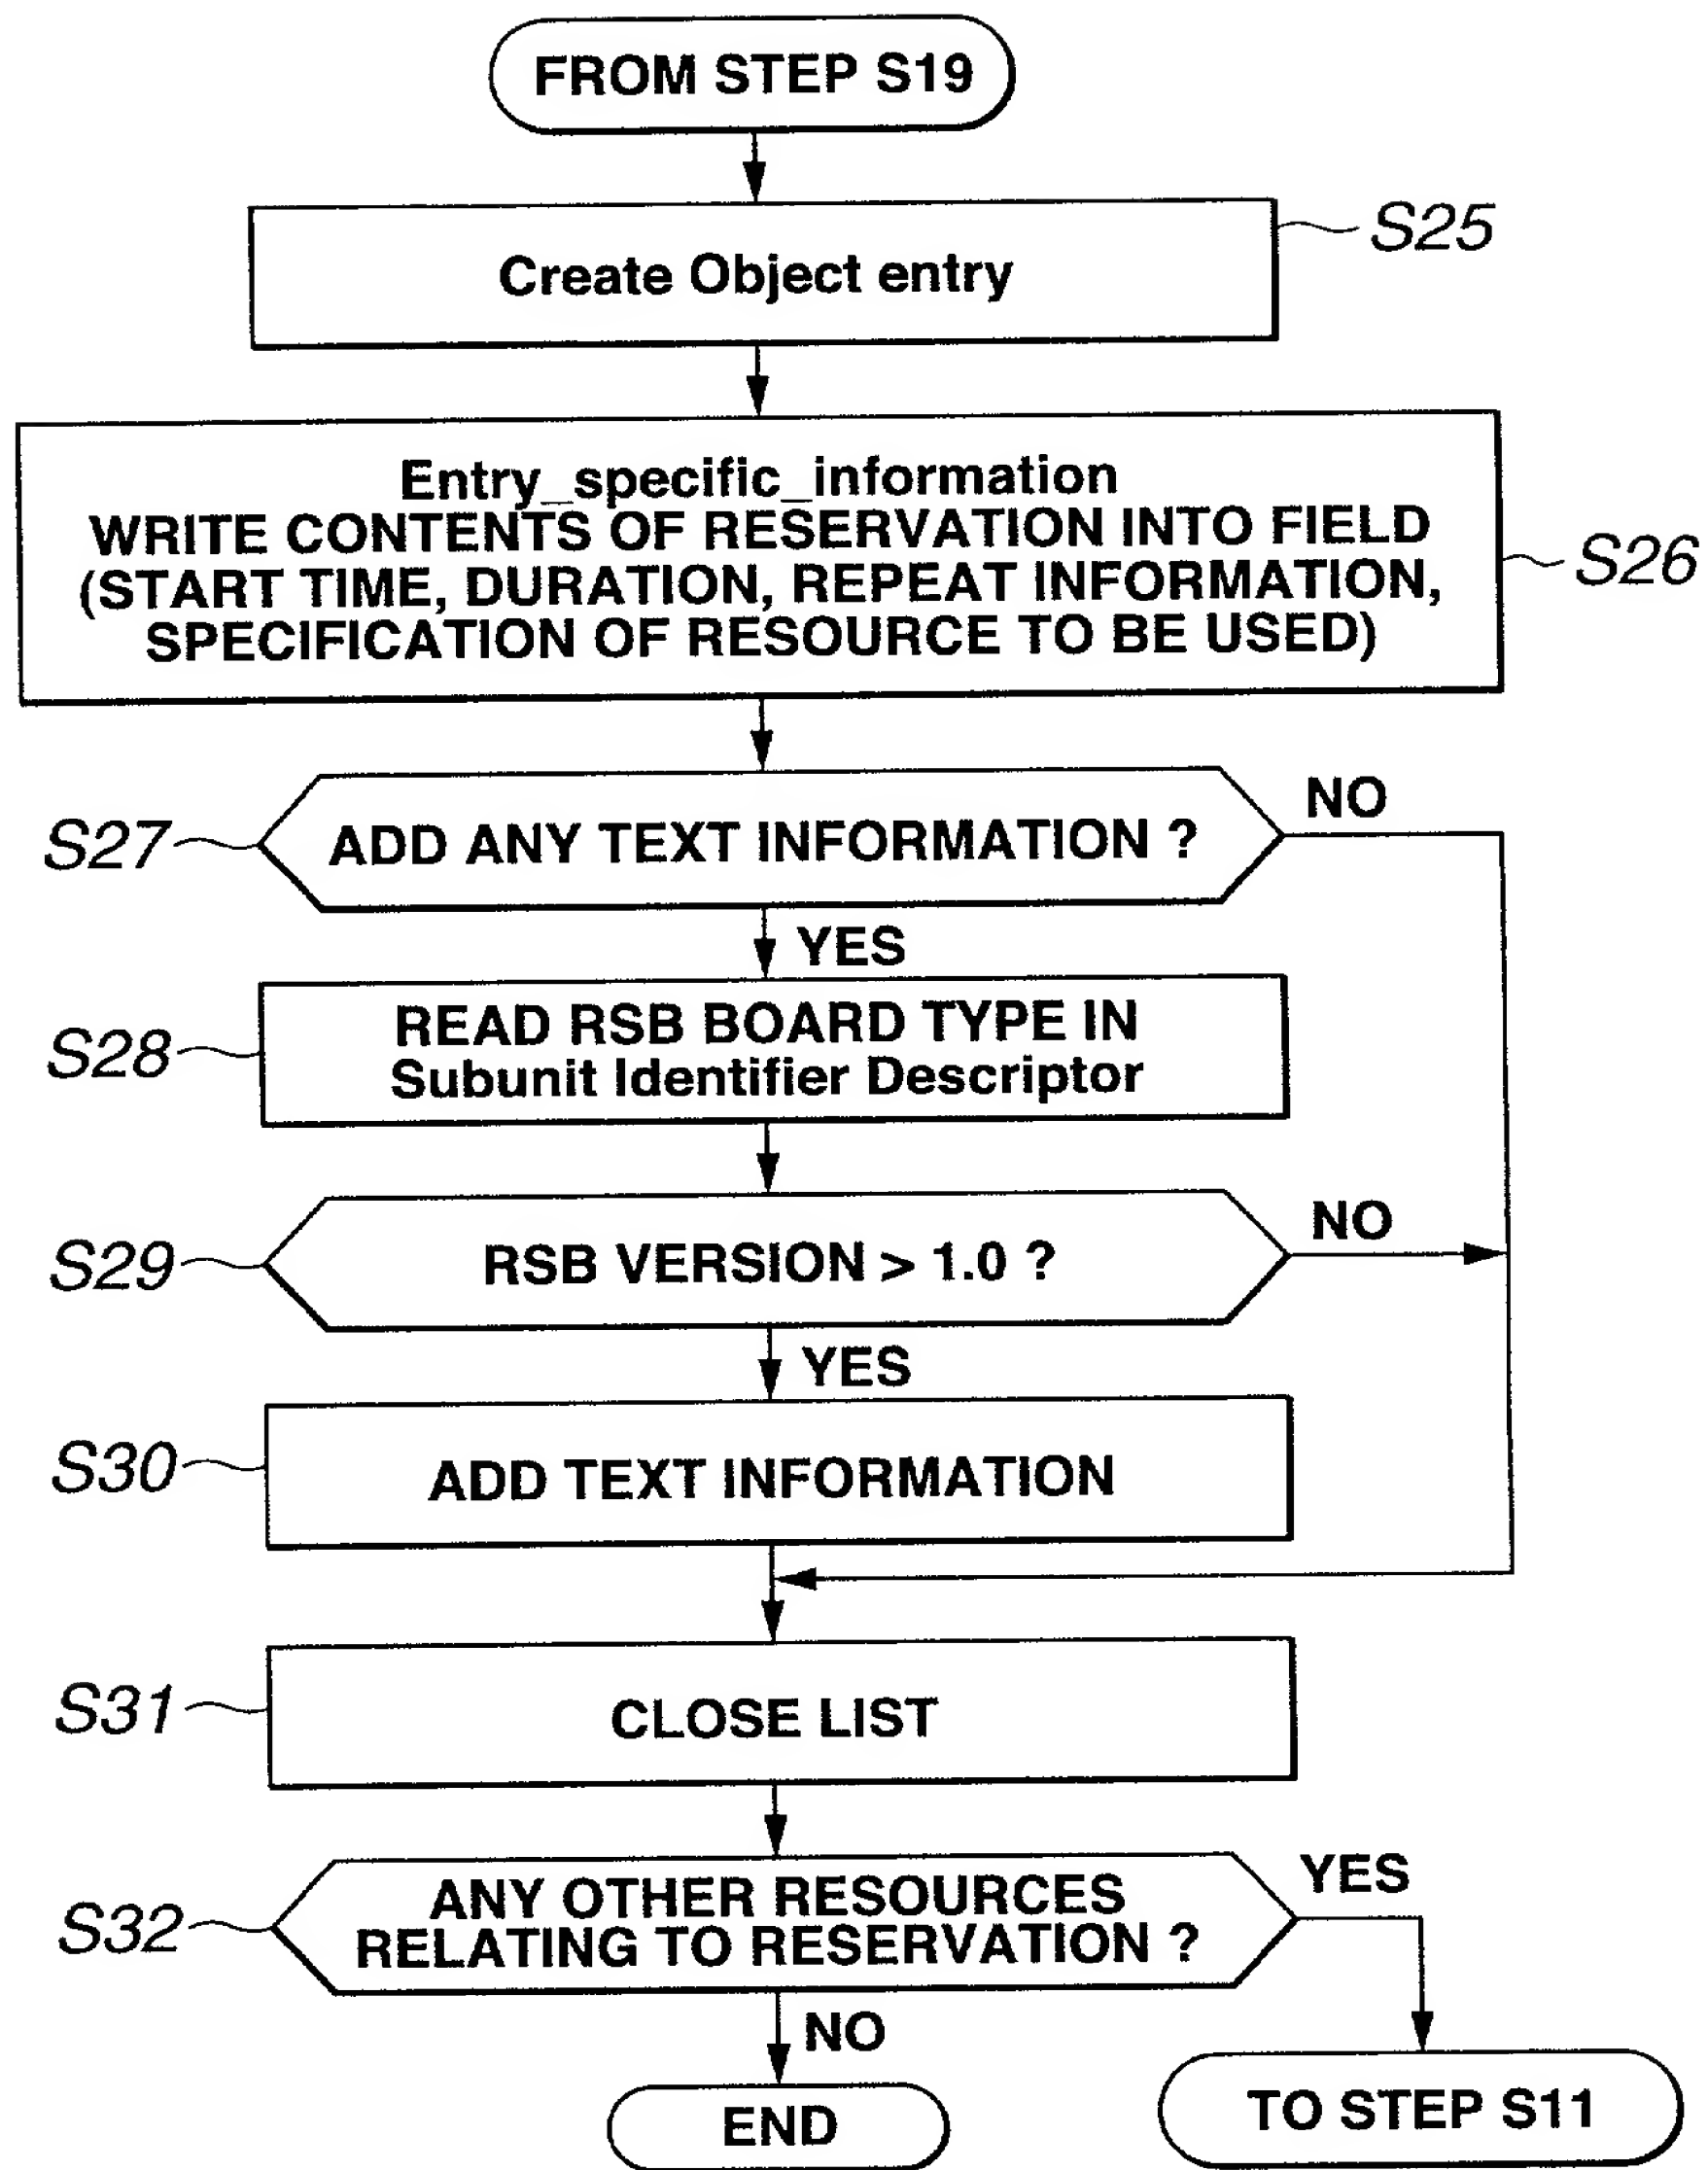 FROM STEP S19
S25
Create Object entry
Entry_specific_information
WRITE CONTENTS OF RESERVATION INTO FIELD
(START TIME, DURATION, REPEAT INFORMATION,
SPECIFICATION OF RESOURCE TO BE USED)
S26
S27
ADD ANY TEXT INFORMATION ?
NO
YES
S28
READ RSB BOARD TYPE IN
Subunit Identifier Descriptor
S29
RSB VERSION > 1.0 ?
NO
YES
S30
ADD TEXT INFORMATION
S31
CLOSE LIST
S32
ANY OTHER RESOURCES
RELATING TO RESERVATION ?
YES
NO
END
TO STEP S11